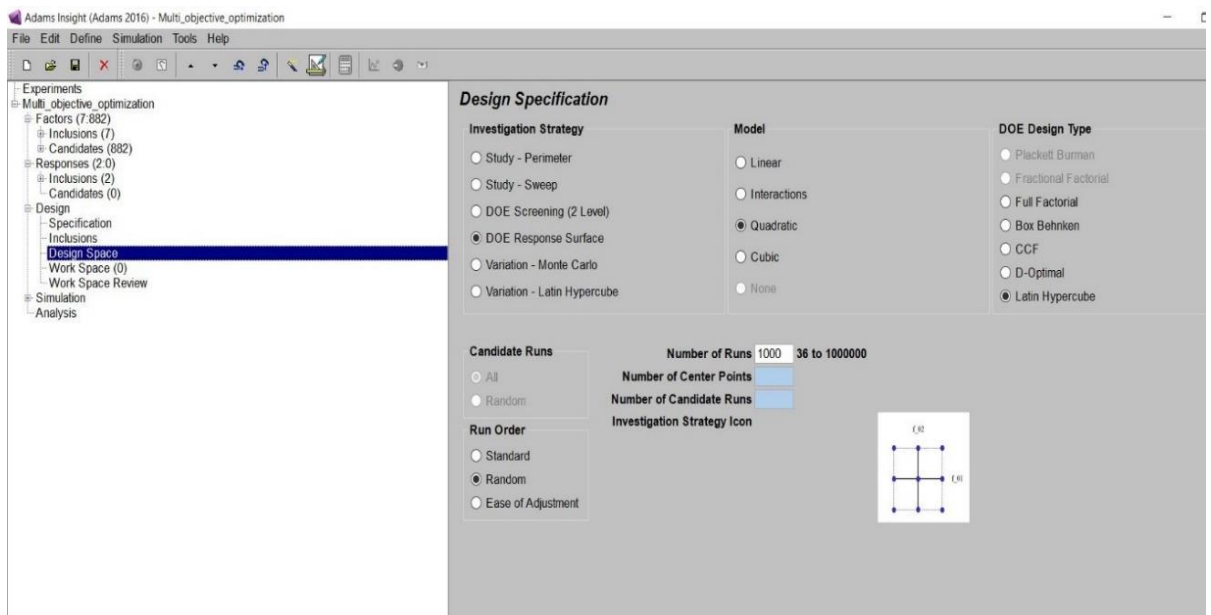 Adams Insight (Adams 2016) - Multi_objective_optimization
File Edit Define Simulation Tools Help
Experiments
Multi_objective_optimization
Factors (7:882)
Inclusions (7)
Candidates (882)
Responses (2:0)
Inclusions (2)
Candidates (0)
Design
Specification
Inclusions
Design Space
Work Space (0)
Work Space Review
Simulation
Analysis
Design Specification
Investigation Strategy
Study - Perimeter
Study - Sweep
DOE Screening (2 Level)
DOE Response Surface
Variation - Monte Carlo
Variation - Latin Hypercube
Model
Linear
Interactions
Quadratic
Cubic
None
DOE Design Type
Plackett Burman
Fractional Factorial
Full Factorial
Box Behnken
CCF
D-Optimal
Latin Hypercube
Candidate Runs
All
Random
Run Order
Standard
Random
Ease of Adjustment
Number of Runs 1000 36 to 1000000
Number of Center Points
Number of Candidate Runs
Investigation Strategy Icon
f_02
f_01